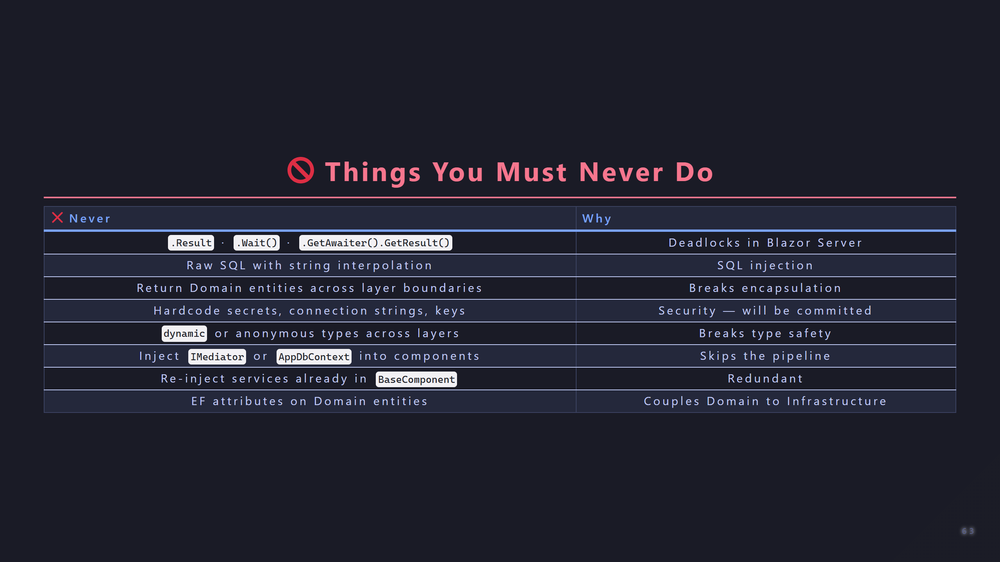 🚫 Things You Must Never Do
❌ Never Why
.Result · .Wait() · .GetAwaiter().GetResult() Deadlocks in Blazor Server
Raw SQL with string interpolation SQL injection
Return Domain entities across layer boundaries Breaks encapsulation
Hardcode secrets, connection strings, keys Security — will be committed
dynamic or anonymous types across layers Breaks type safety
Inject IMediator or AppDbContext into components Skips the pipeline
Re-inject services already in BaseComponent Redundant
EF attributes on Domain entities Couples Domain to Infrastructure
63